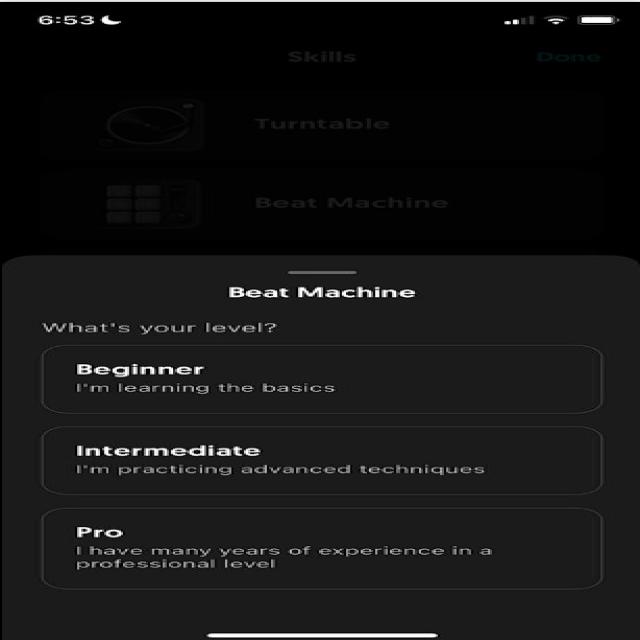 6:53
Skills
Done
Turntable
Beat Machine
Beat Machine
What's your level?
Beginner
I'm learning the basics
Intermediate
I'm practicing advanced techniques
Pro
I have many years of experience in a
professional level